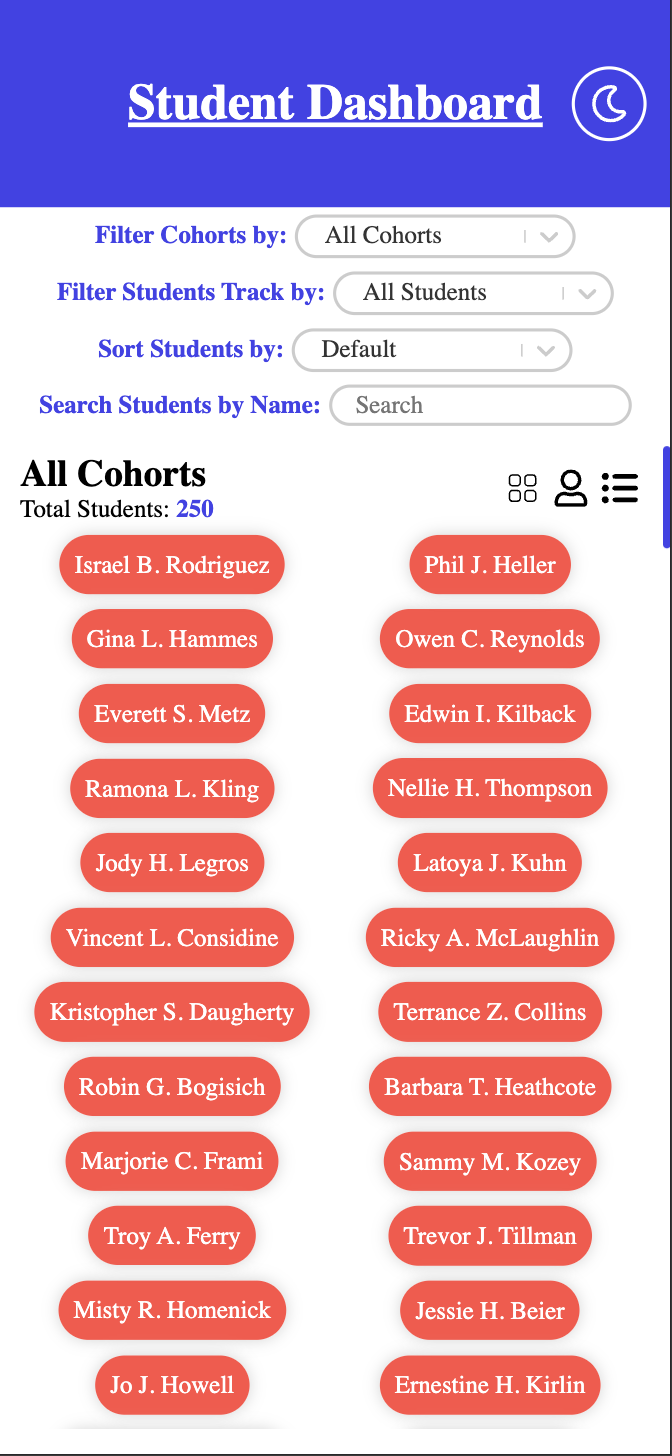 Student Dashboard
Filter Cohorts by: All Cohorts
Filter Students Track by: All Students
Sort Students by: Default
Search Students by Name: Search
All Cohorts
Total Students: 250
Israel B. Rodriguez Phil J. Heller
Gina L. Hammes Owen C. Reynolds
Everett S. Metz Edwin I. Kilback
Ramona L. Kling Nellie H. Thompson
Jody H. Legros Latoya J. Kuhn
Vincent L. Considine Ricky A. McLaughlin
Kristopher S. Daugherty Terrance Z. Collins
Robin G. Bogisich Barbara T. Heathcote
Marjorie C. Frami Sammy M. Kozey
Troy A. Ferry Trevor J. Tillman
Misty R. Homenick Jessie H. Beier
Jo J. Howell Ernestine H. Kirlin